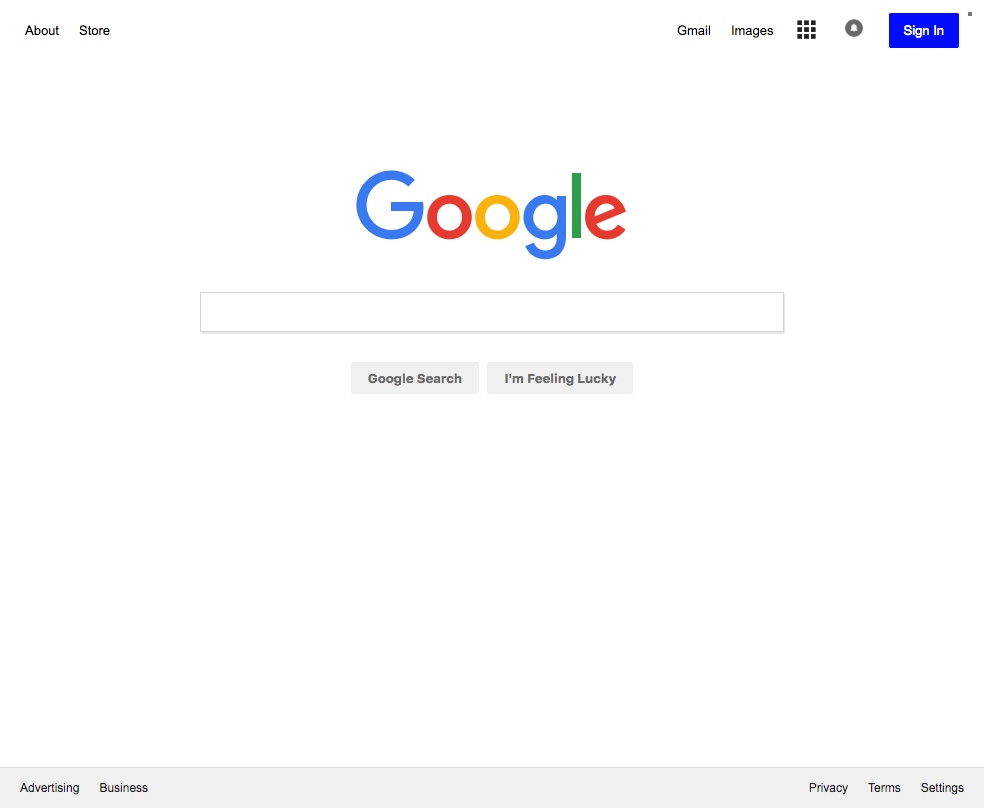 About Store Gmail Images Sign In
Google
Google Search I'm Feeling Lucky
Advertising Business Privacy Terms Settings